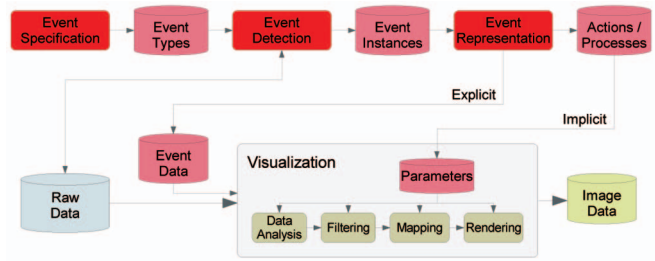 Event
Specification
Event
Types
Event
Detection
Event
Instances
Event
Representation
Actions /
Processes
Explicit
Implicit
Event
Data
Visualization
Parameters
Raw
Data
Data
Analysis
Filtering
Mapping
Rendering
Image
Data